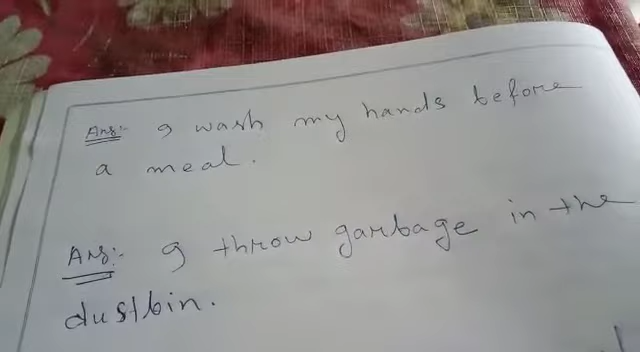 Ans:- I wash my hands before
a meal.
Ans:- I throw garbage in the
dustbin.